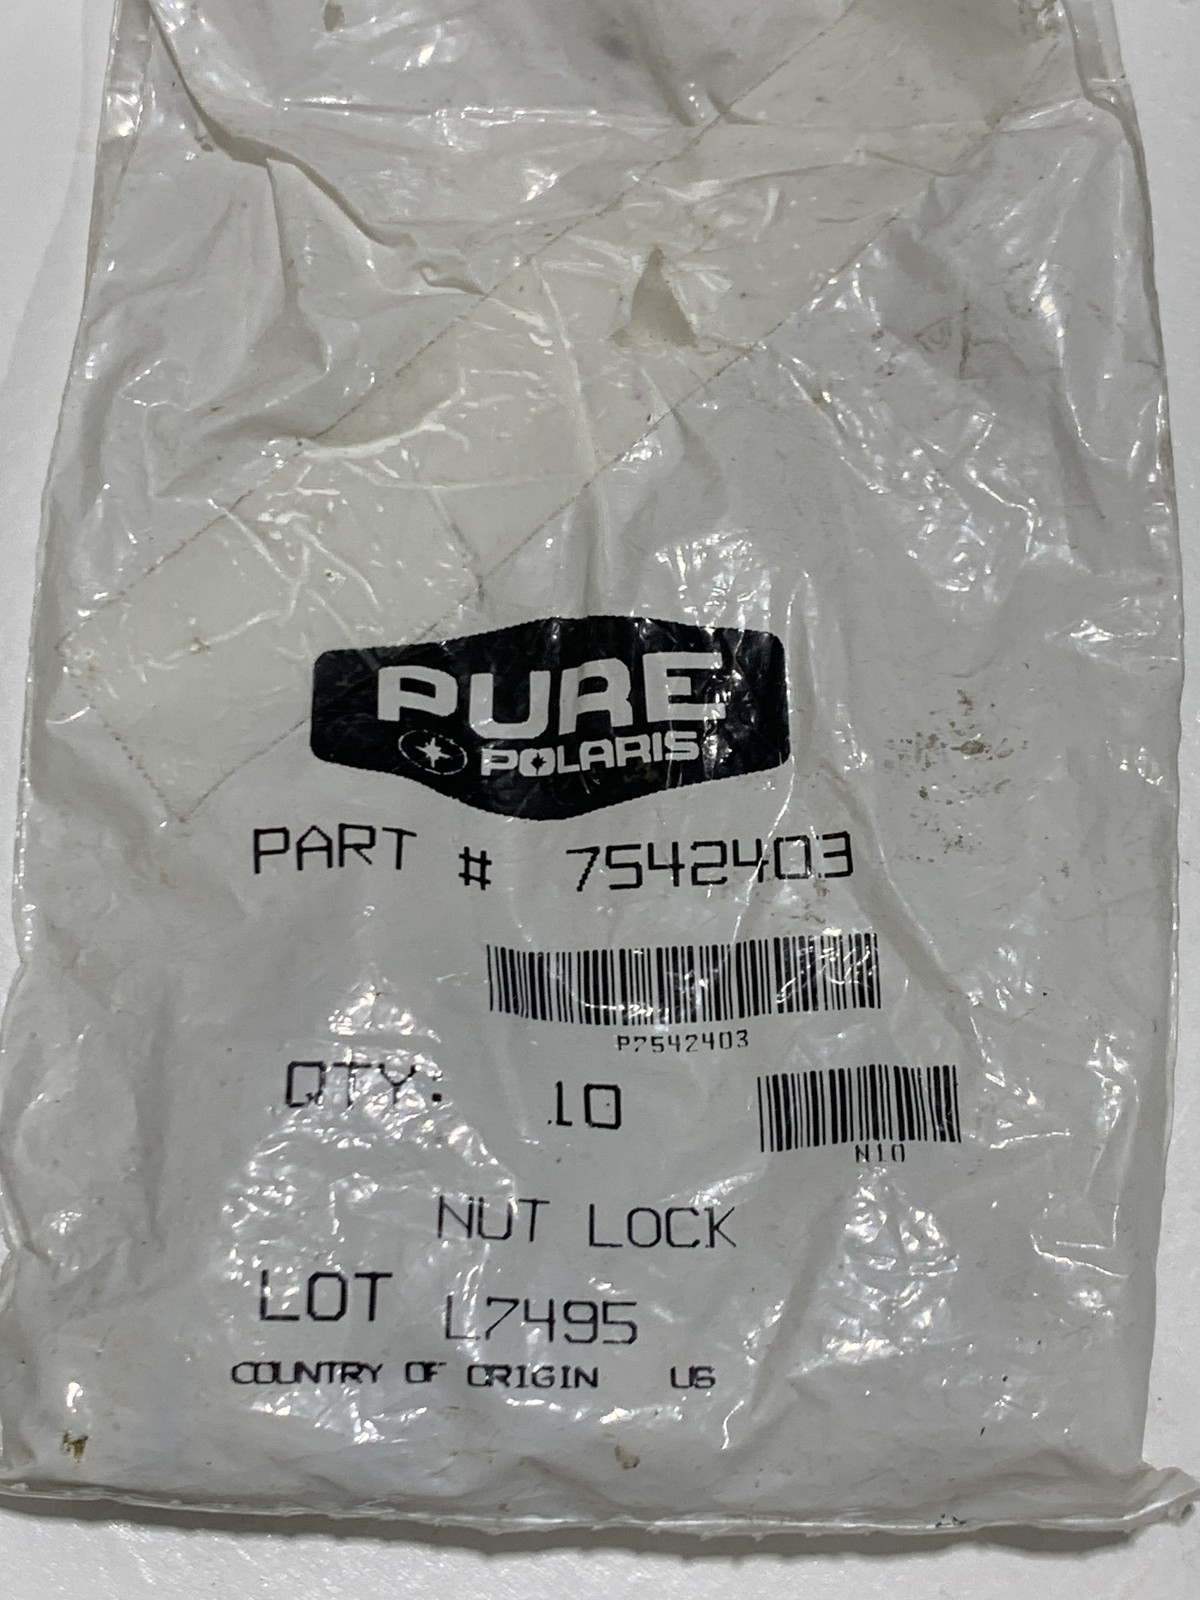 PURE
POLARIS
PART # 7542403
P7542403
QTY: 10
N10
NUT LOCK
LOT L7495
COUNTRY OF ORIGIN US